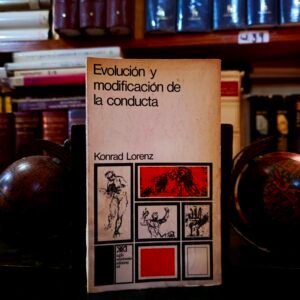 Evolución y
modificación de
la conducta
Konrad Lorenz